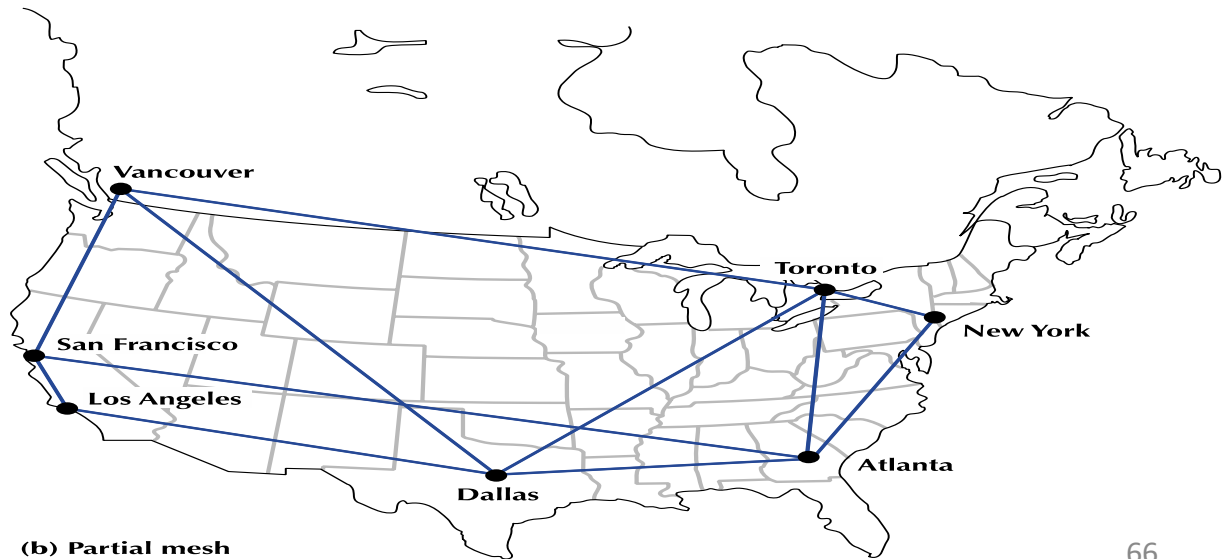 Vancouver
Toronto
New York
San Francisco
Los Angeles
Atlanta
Dallas
(b) Partial mesh
66